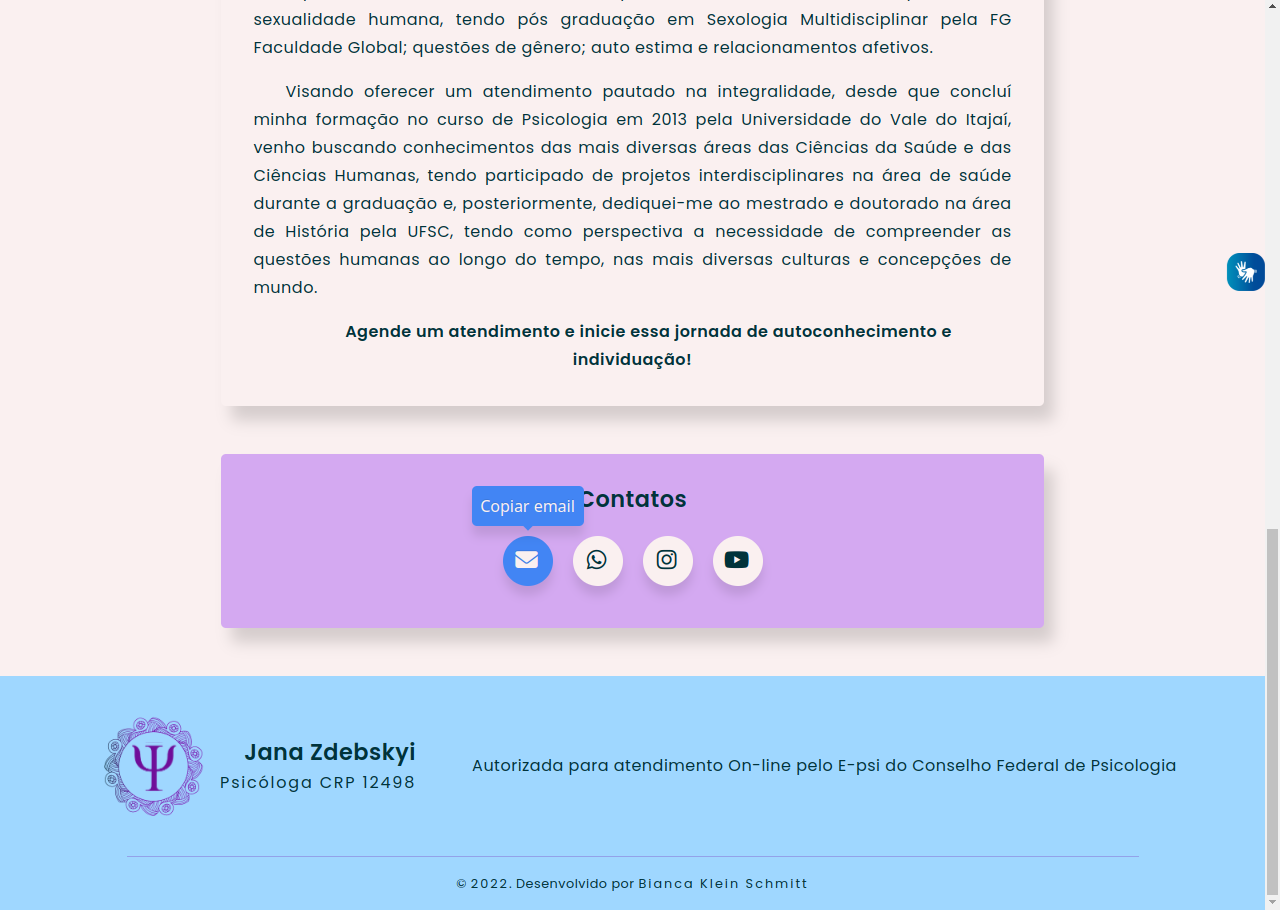 sexualidade humana, tendo pós graduação em Sexologia Multidisciplinar pela FG
Faculdade Global; questões de gênero; auto estima e relacionamentos afetivos.
Visando oferecer um atendimento pautado na integralidade, desde que concluí
minha formação no curso de Psicologia em 2013 pela Universidade do Vale do Itajaí,
venho buscando conhecimentos das mais diversas áreas das Ciências da Saúde e das
Ciências Humanas, tendo participado de projetos interdisciplinares na área de saúde
durante a graduação e, posteriormente, dediquei-me ao mestrado e doutorado na área
de História pela UFSC, tendo como perspectiva a necessidade de compreender as
questões humanas ao longo do tempo, nas mais diversas culturas e concepções de
mundo.
Agende um atendimento e inicie essa jornada de autoconhecimento e
individuação!
Contatos
Copiar email
Jana Zdebskyi
Psicóloga CRP 12498
Autorizada para atendimento On-line pelo E-psi do Conselho Federal de Psicologia
© 2022. Desenvolvido por Bianca Klein Schmitt